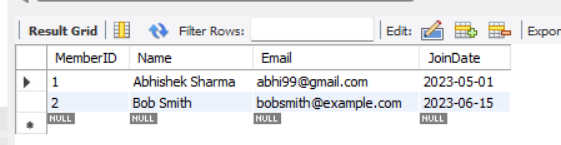 Result Grid Filter Rows: Edit: Expor
MemberID Name Email JoinDate
1 Abhishek Sharma abhi99@gmail.com 2023-05-01
2 Bob Smith bobsmith@example.com 2023-06-15
NULL NULL NULL NULL